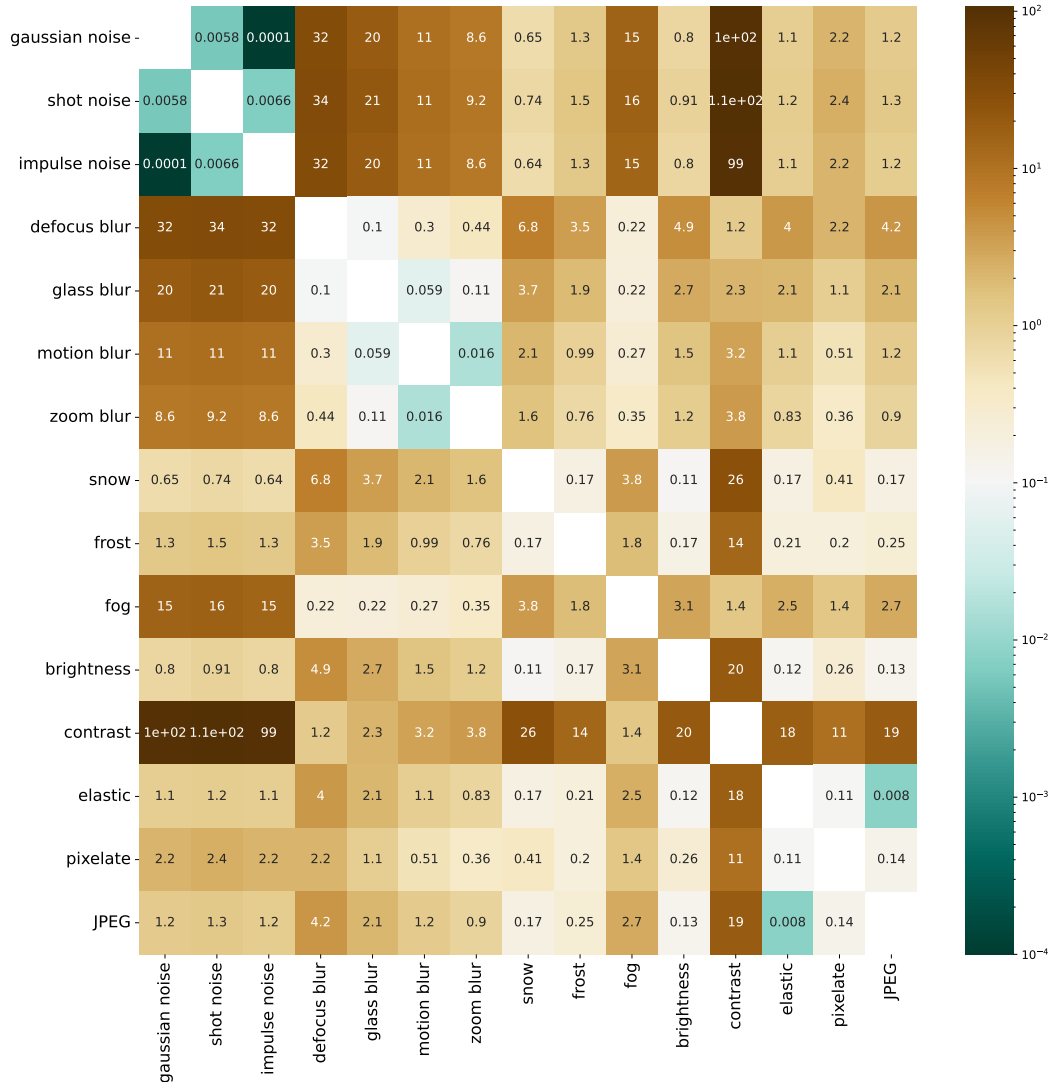 gaussian noise 0.0058 0.0001 32 20 11 8.6 0.65 1.3 15 0.8 1e+02 1.1 2.2 1.2
shot noise 0.0058 0.0066 34 21 11 9.2 0.74 1.5 16 0.91 1.1e+02 1.2 2.4 1.3
impulse noise 0.0001 0.0066 32 20 11 8.6 0.64 1.3 15 0.8 99 1.1 2.2 1.2
defocus blur 32 34 32 0.1 0.3 0.44 6.8 3.5 0.22 4.9 1.2 4 2.2 4.2
glass blur 20 21 20 0.1 0.059 0.11 3.7 1.9 0.22 2.7 2.3 2.1 1.1 2.1
motion blur 11 11 11 0.3 0.059 0.016 2.1 0.99 0.27 1.5 3.2 1.1 0.51 1.2
zoom blur 8.6 9.2 8.6 0.44 0.11 0.016 1.6 0.76 0.35 1.2 3.8 0.83 0.36 0.9
snow 0.65 0.74 0.64 6.8 3.7 2.1 1.6 0.17 3.8 0.11 26 0.17 0.41 0.17
frost 1.3 1.5 1.3 3.5 1.9 0.99 0.76 0.17 1.8 0.17 14 0.21 0.2 0.25
fog 15 16 15 0.22 0.22 0.27 0.35 3.8 1.8 3.1 1.4 2.5 1.4 2.7
brightness 0.8 0.91 0.8 4.9 2.7 1.5 1.2 0.11 0.17 3.1 20 0.12 0.26 0.13
contrast 1e+02 1.1e+02 99 1.2 2.3 3.2 3.8 26 14 1.4 20 18 11 19
elastic 1.1 1.2 1.1 4 2.1 1.1 0.83 0.17 0.21 2.5 0.12 18 0.11 0.008
pixelate 2.2 2.4 2.2 2.2 1.1 0.51 0.36 0.41 0.2 1.4 0.26 11 0.11 0.14
JPEG 1.2 1.3 1.2 4.2 2.1 1.2 0.9 0.17 0.25 2.7 0.13 19 0.008 0.14
gaussian noise
shot noise
impulse noise
defocus blur
glass blur
motion blur
zoom blur
snow
frost
fog
brightness
contrast
elastic
pixelate
JPEG
10²
10¹
10⁰
10⁻¹
10⁻²
10⁻³
10⁻⁴